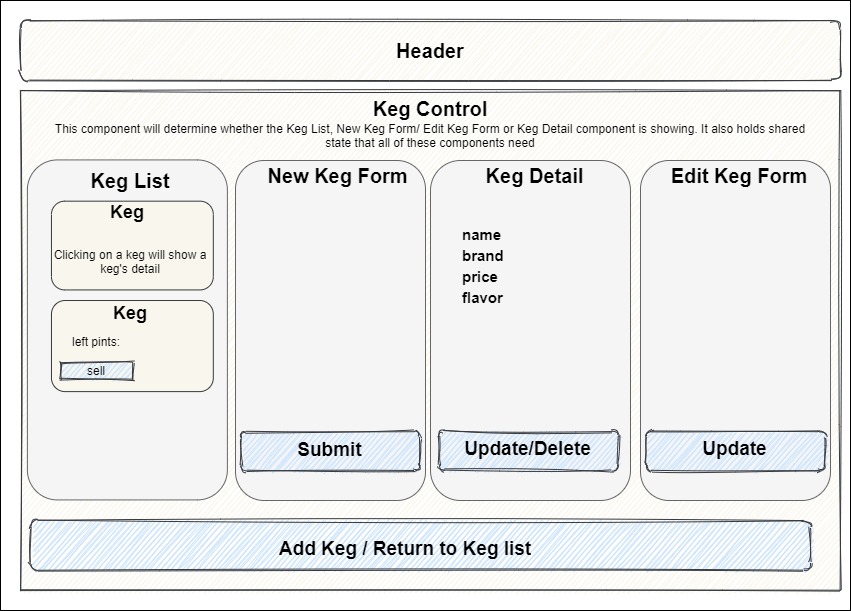 Header
Keg Control
This component will determine whether the Keg List, New Keg Form/ Edit Keg Form or Keg Detail component is showing. It also holds shared
state that all of these components need
Keg List
Keg
Clicking on a keg will show a
keg's detail
Keg
left pints:
sell
New Keg Form
Submit
Keg Detail
name
brand
price
flavor
Update/Delete
Edit Keg Form
Update
Add Keg / Return to Keg list